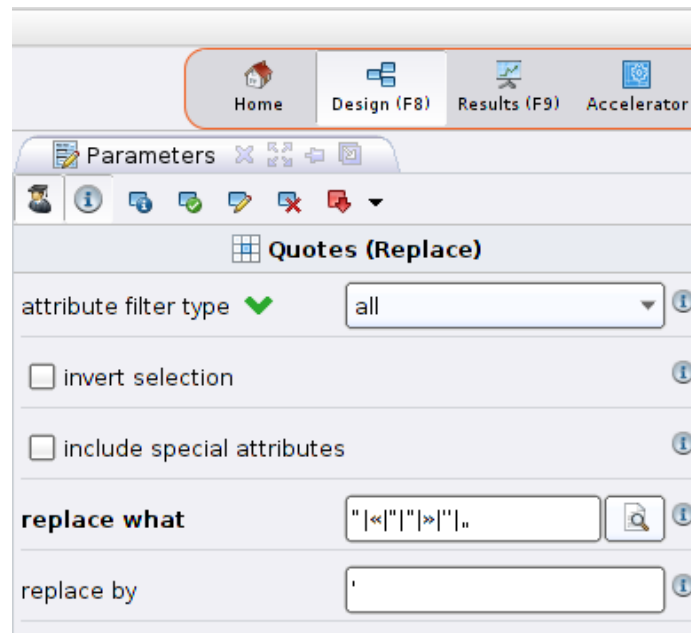 Home Design (F8) Results (F9) Accelerator
Parameters
Quotes (Replace)
attribute filter type all
invert selection
include special attributes
replace what "|«|"|"|»|"|„
replace by '